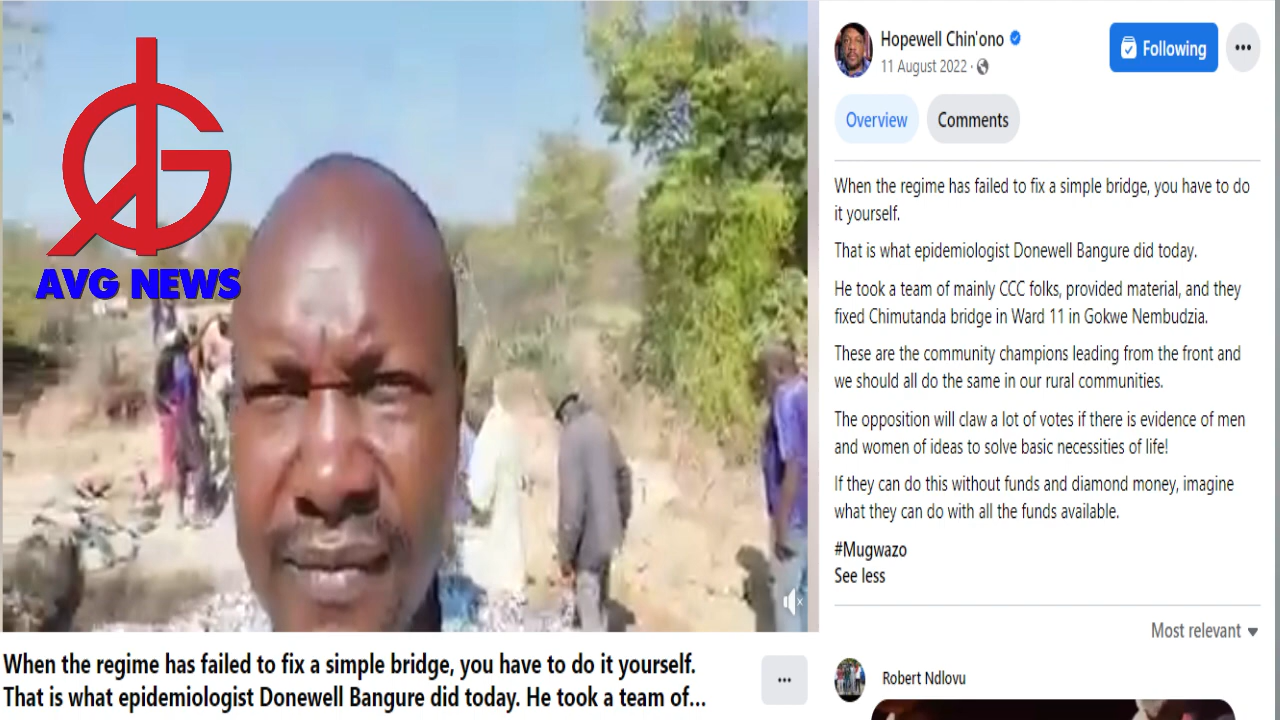 AVG NEWS
When the regime has failed to fix a simple bridge, you have to do it yourself.
That is what epidemiologist Donewell Bangure did today. He took a team of...
...
Hopewell Chin'ono
11 August 2022 ·
Following
...
Overview
Comments
When the regime has failed to fix a simple bridge, you have to do
it yourself.
That is what epidemiologist Donewell Bangure did today.
He took a team of mainly CCC folks, provided material, and they
fixed Chimutanda bridge in Ward 11 in Gokwe Nembudzia.
These are the community champions leading from the front and
we should all do the same in our rural communities.
The opposition will claw a lot of votes if there is evidence of men
and women of ideas to solve basic necessities of life!
If they can do this without funds and diamond money, imagine
what they can do with all the funds available.
#Mugwazo
See less
Most relevant
Robert Ndlovu